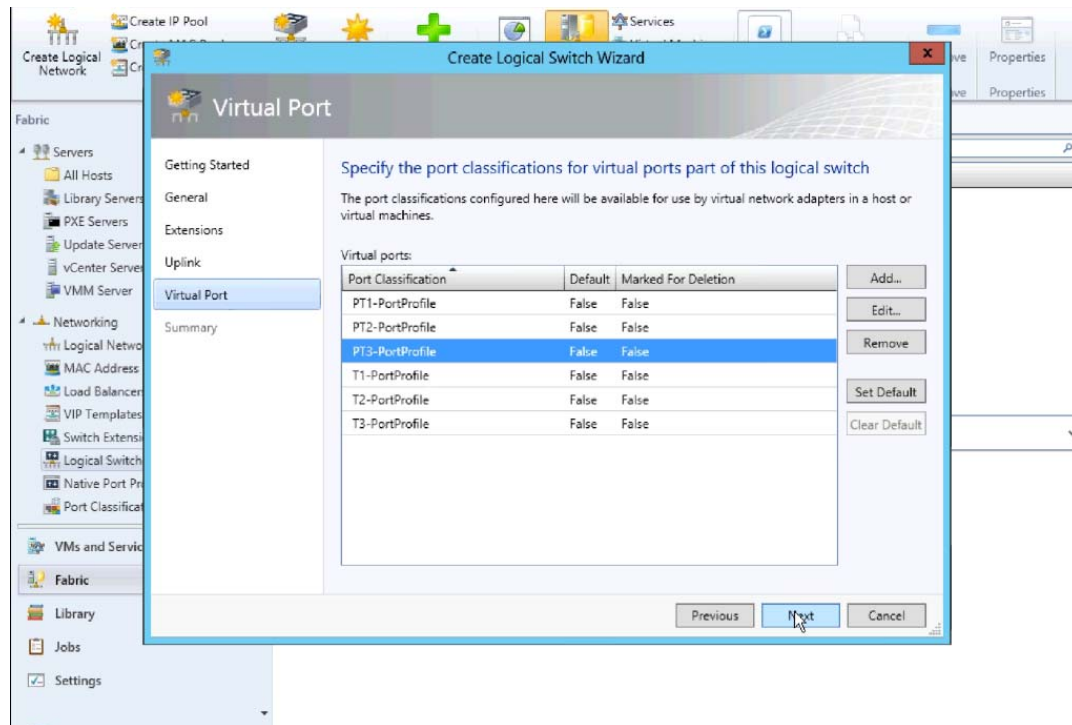 Create IP Pool
Services
Create Logical
Network
Properties
Properties
Create Logical Switch Wizard
x
Virtual Port
Fabric
Servers
All Hosts
Library Servers
PXE Servers
Update Server
vCenter Server
VMM Server
Networking
Logical Netwo
MAC Address
Load Balancer
VIP Templates
Switch Extensi
Logical Switch
Native Port Pr
Port Classificat
VMs and Servic
Fabric
Library
Jobs
Settings
Getting Started
General
Extensions
Uplink
Virtual Port
Summary
Specify the port classifications for virtual ports part of this logical switch
The port classifications configured here will be available for use by virtual network adapters in a host or
virtual machines.
Virtual ports:
Port Classification Default Marked For Deletion
PT1-PortProfile False False
PT2-PortProfile False False
PT3-PortProfile False False
T1-PortProfile False False
T2-PortProfile False False
T3-PortProfile False False
Add...
Edit...
Remove
Set Default
Clear Default
Previous Next Cancel